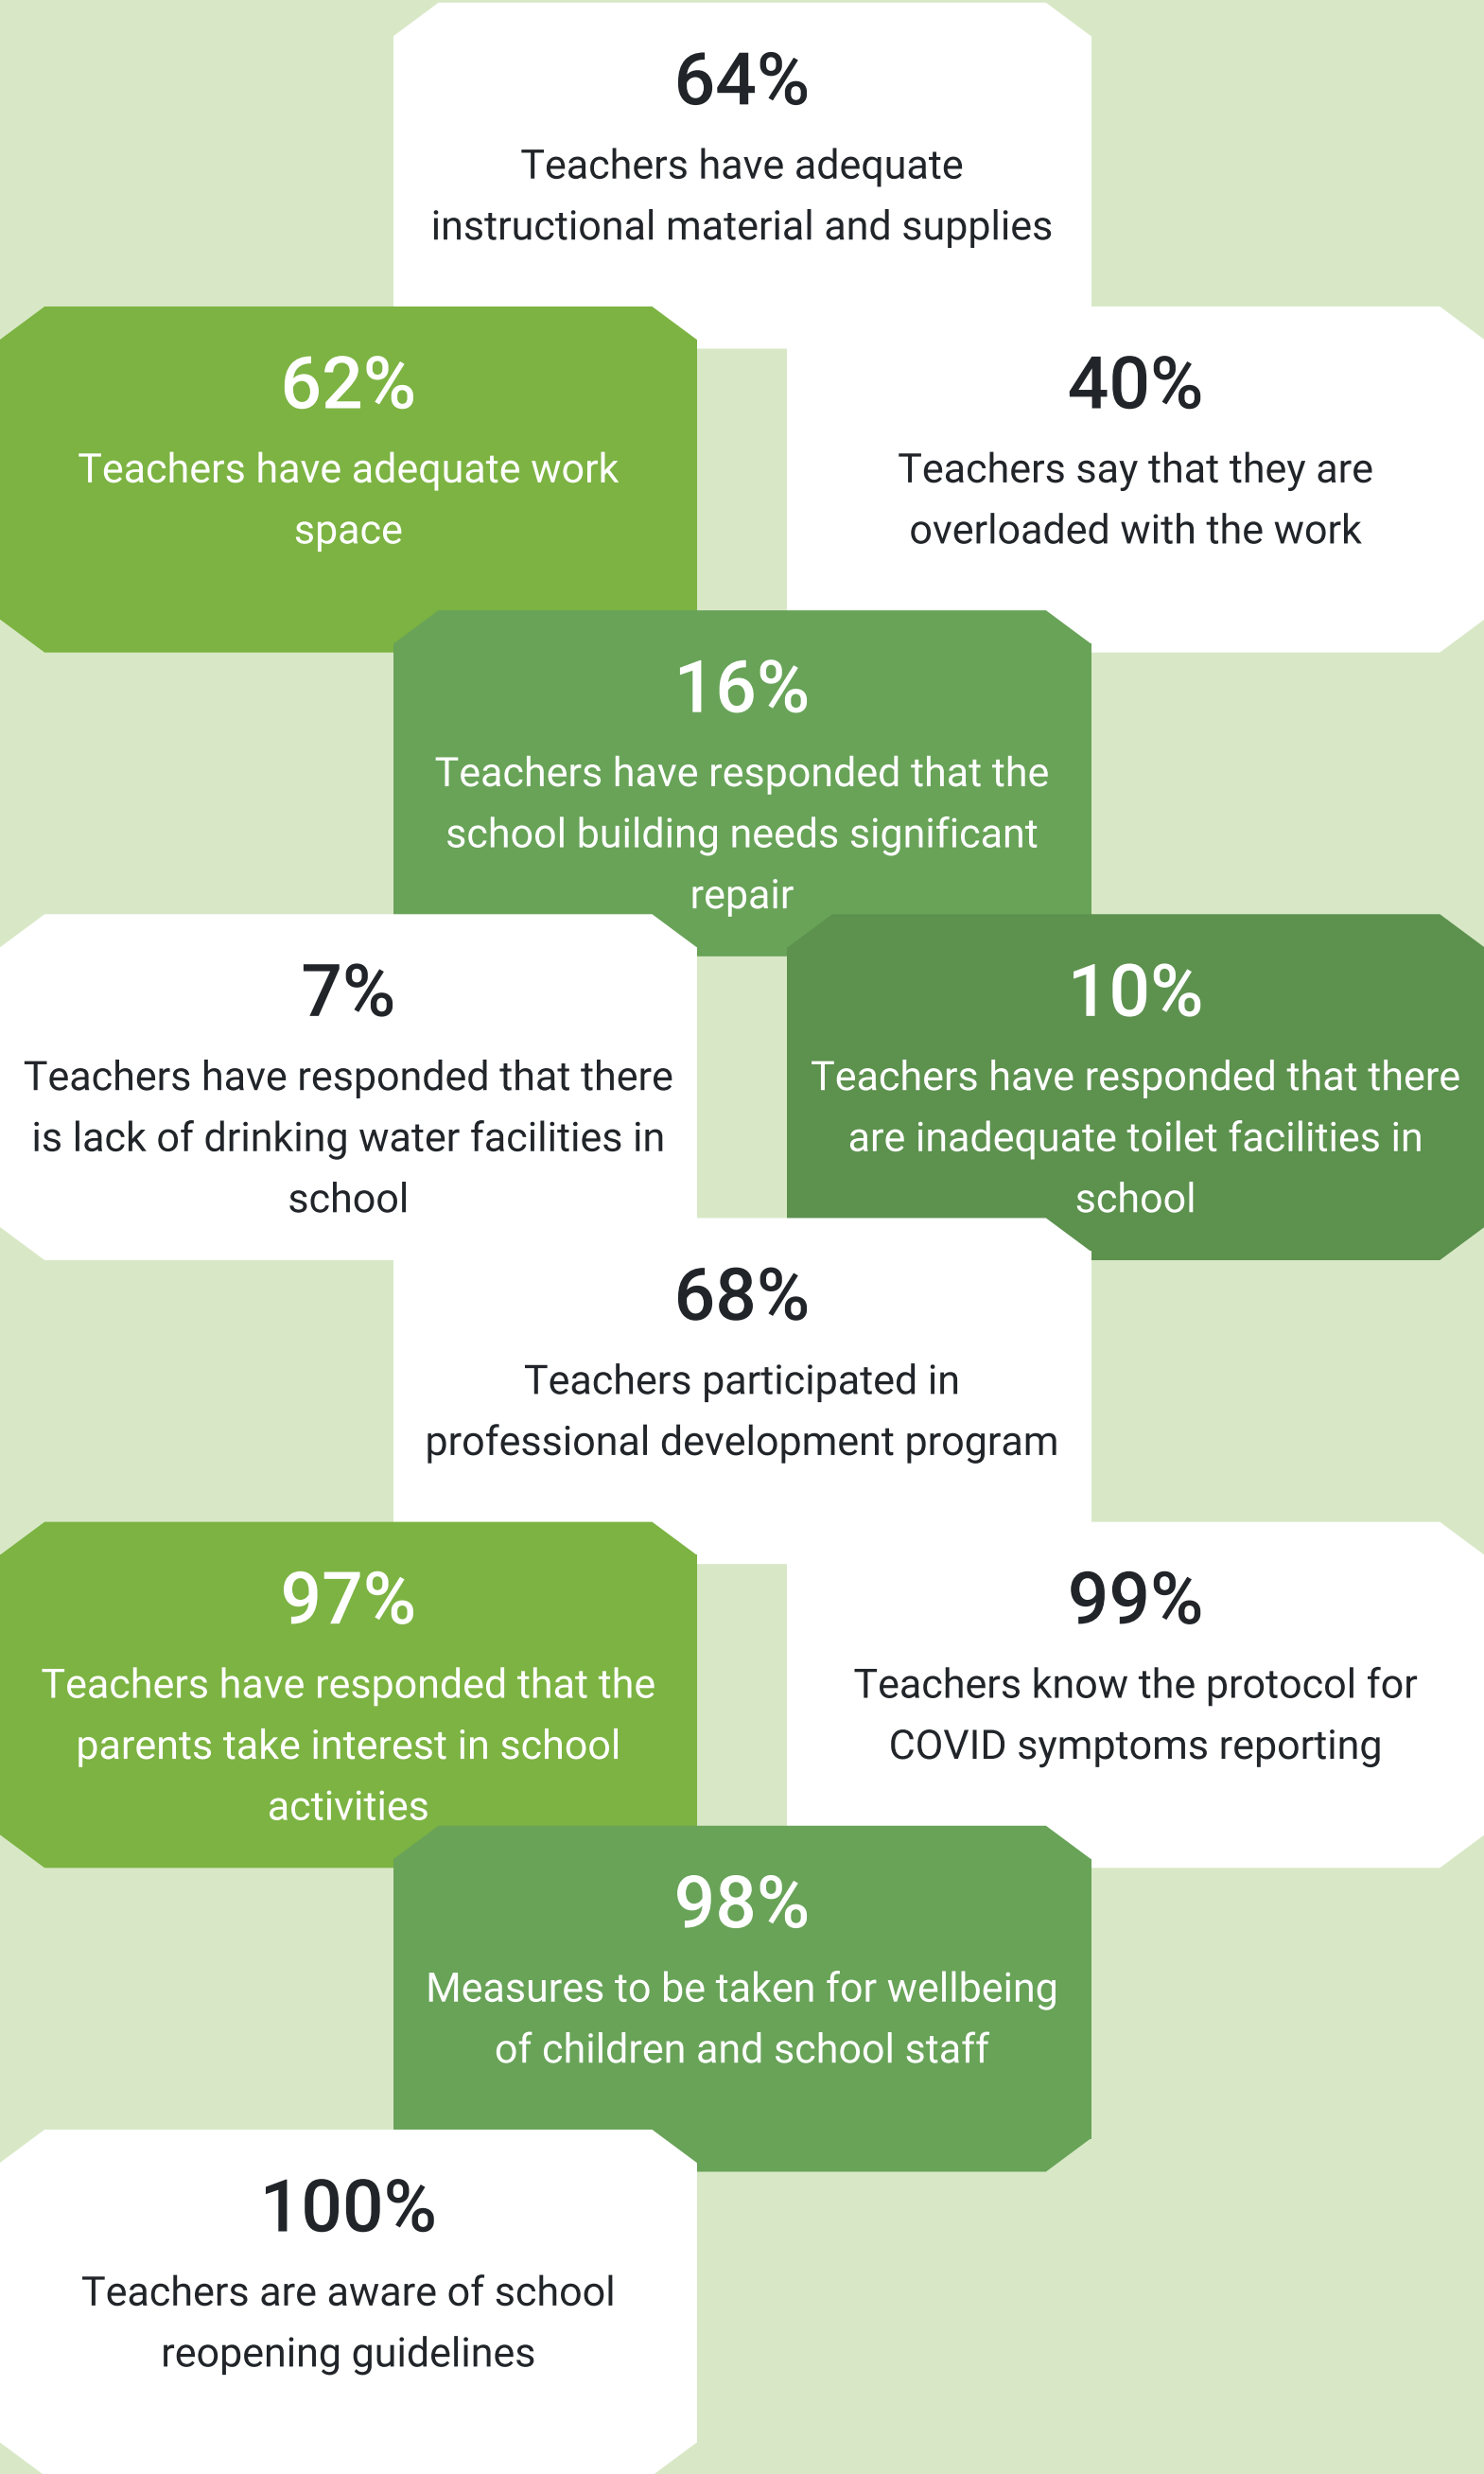 64%
Teachers have adequate
instructional material and supplies
62%
Teachers have adequate work
space
40%
Teachers say that they are
overloaded with the work
16%
Teachers have responded that the
school building needs significant
repair
7%
Teachers have responded that there
is lack of drinking water facilities in
school
10%
Teachers have responded that there
are inadequate toilet facilities in
school
68%
Teachers participated in
professional development program
97%
Teachers have responded that the
parents take interest in school
activities
99%
Teachers know the protocol for
COVID symptoms reporting
98%
Measures to be taken for wellbeing
of children and school staff
100%
Teachers are aware of school
reopening guidelines